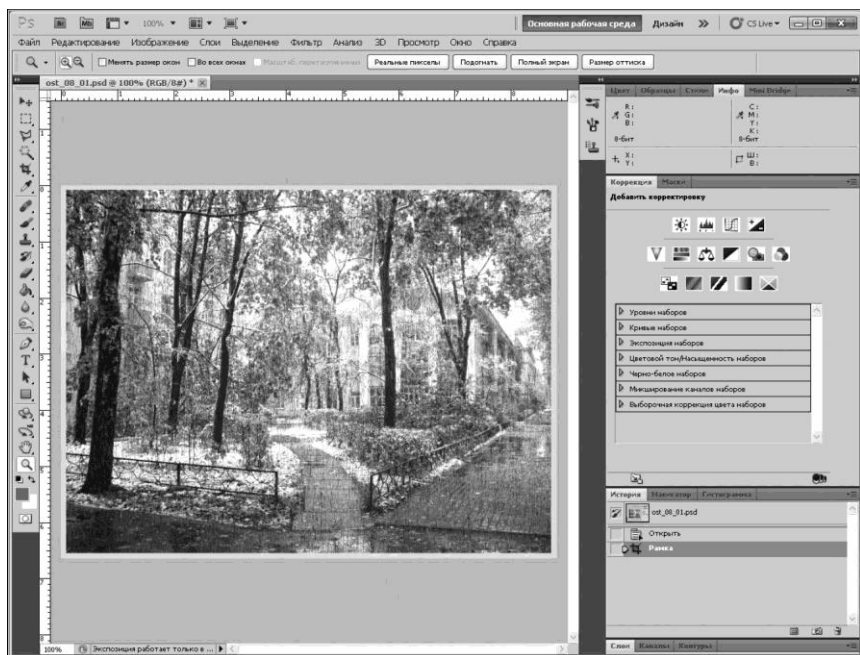 Ps Br Mb 100% Основная рабочая среда Дизайн CS Live
Файл Редактирование Изображение Слои Выделение Фильтр Анализ 3D Просмотр Окно Справка
Менять размер окон Во всех окнах Масштаб. перетаскиванием Реальные пикселы Подогнать Полный экран Размер оттиска
ost_08_01.psd @ 100% (RGB/8#) *
Цвет Образцы Стили Инфо Mini Bridge
R: C:
G: M:
B: Y:
K:
8-бит 8-бит
X: Ш:
Y: В:
Коррекция Маски
Добавить корректировку
Уровни наборов
Кривые наборов
Экспозиция наборов
Цветовой тон/Насыщенность наборов
Черно-белое наборов
Микширование каналов наборов
Выборочная коррекция цвета наборов
История Навигатор Гистограмма
ost_08_01.psd
Открыть
Рамка
100% Экспозиция работает только в ...
Слои Каналы Контуры